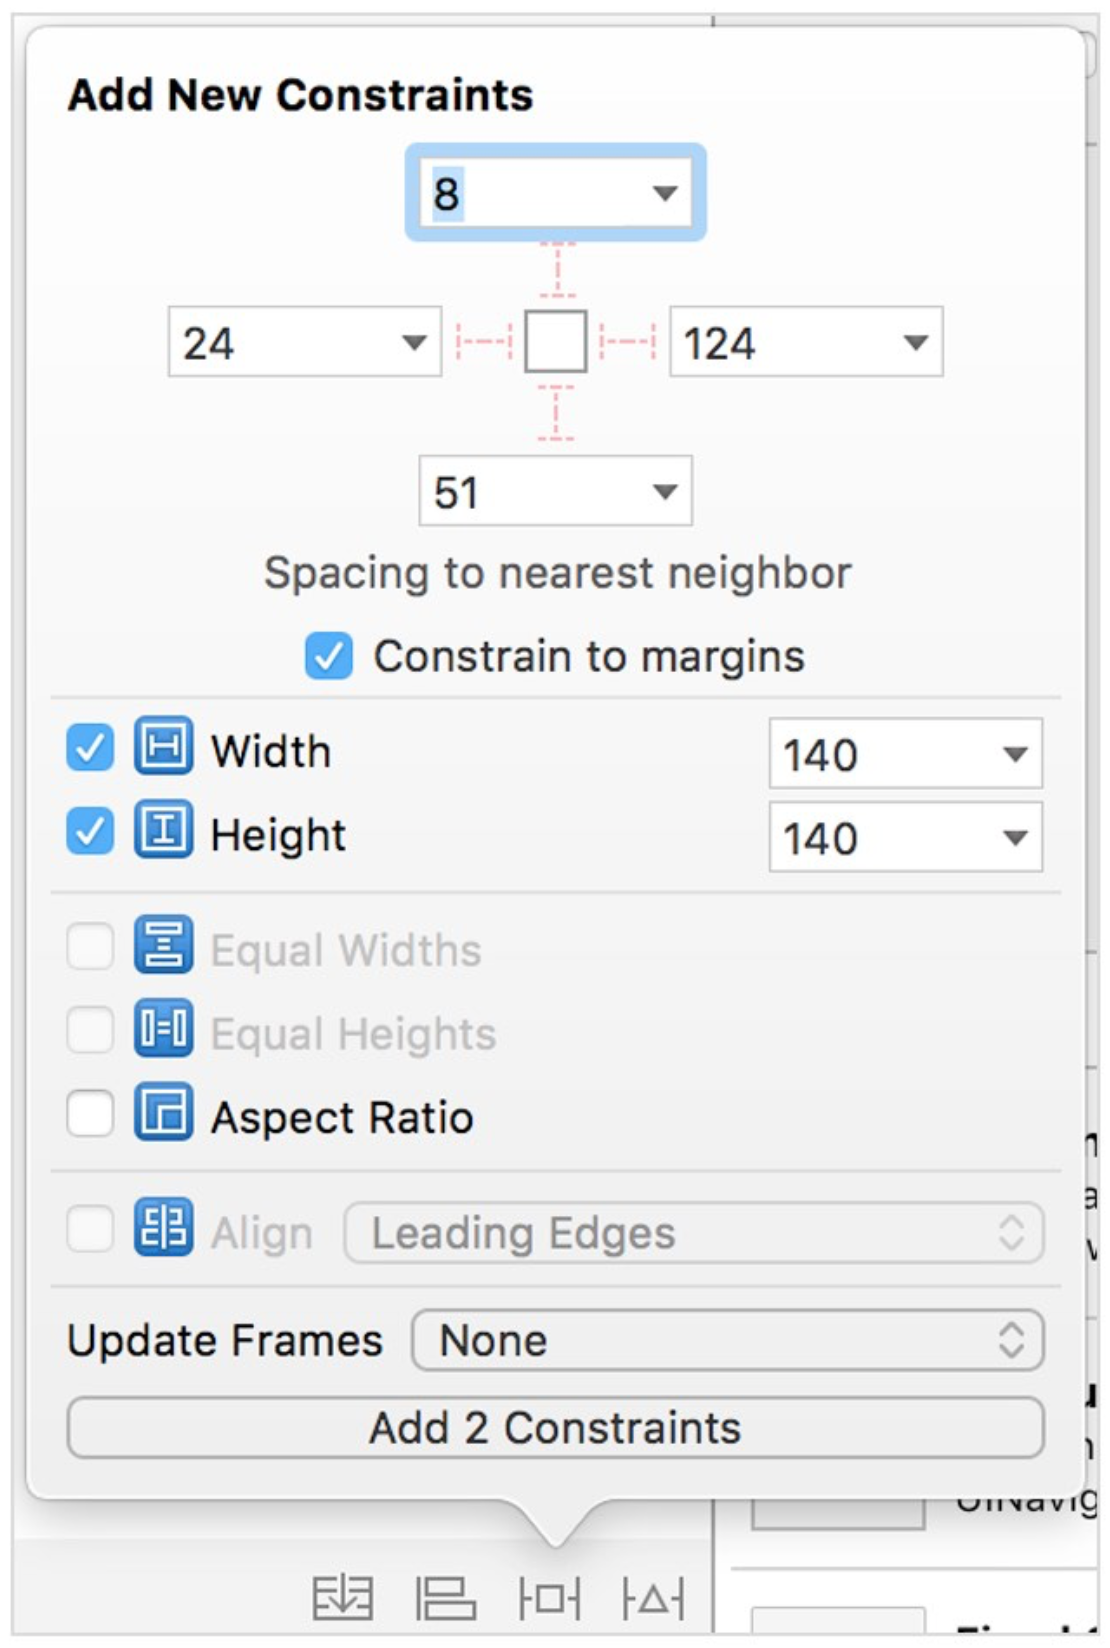 Add New Constraints
8
24
124
51
Spacing to nearest neighbor
Constrain to margins
Width
140
Height
140
Equal Widths
Equal Heights
Aspect Ratio
Align
Leading Edges
Update Frames
None
Add 2 Constraints